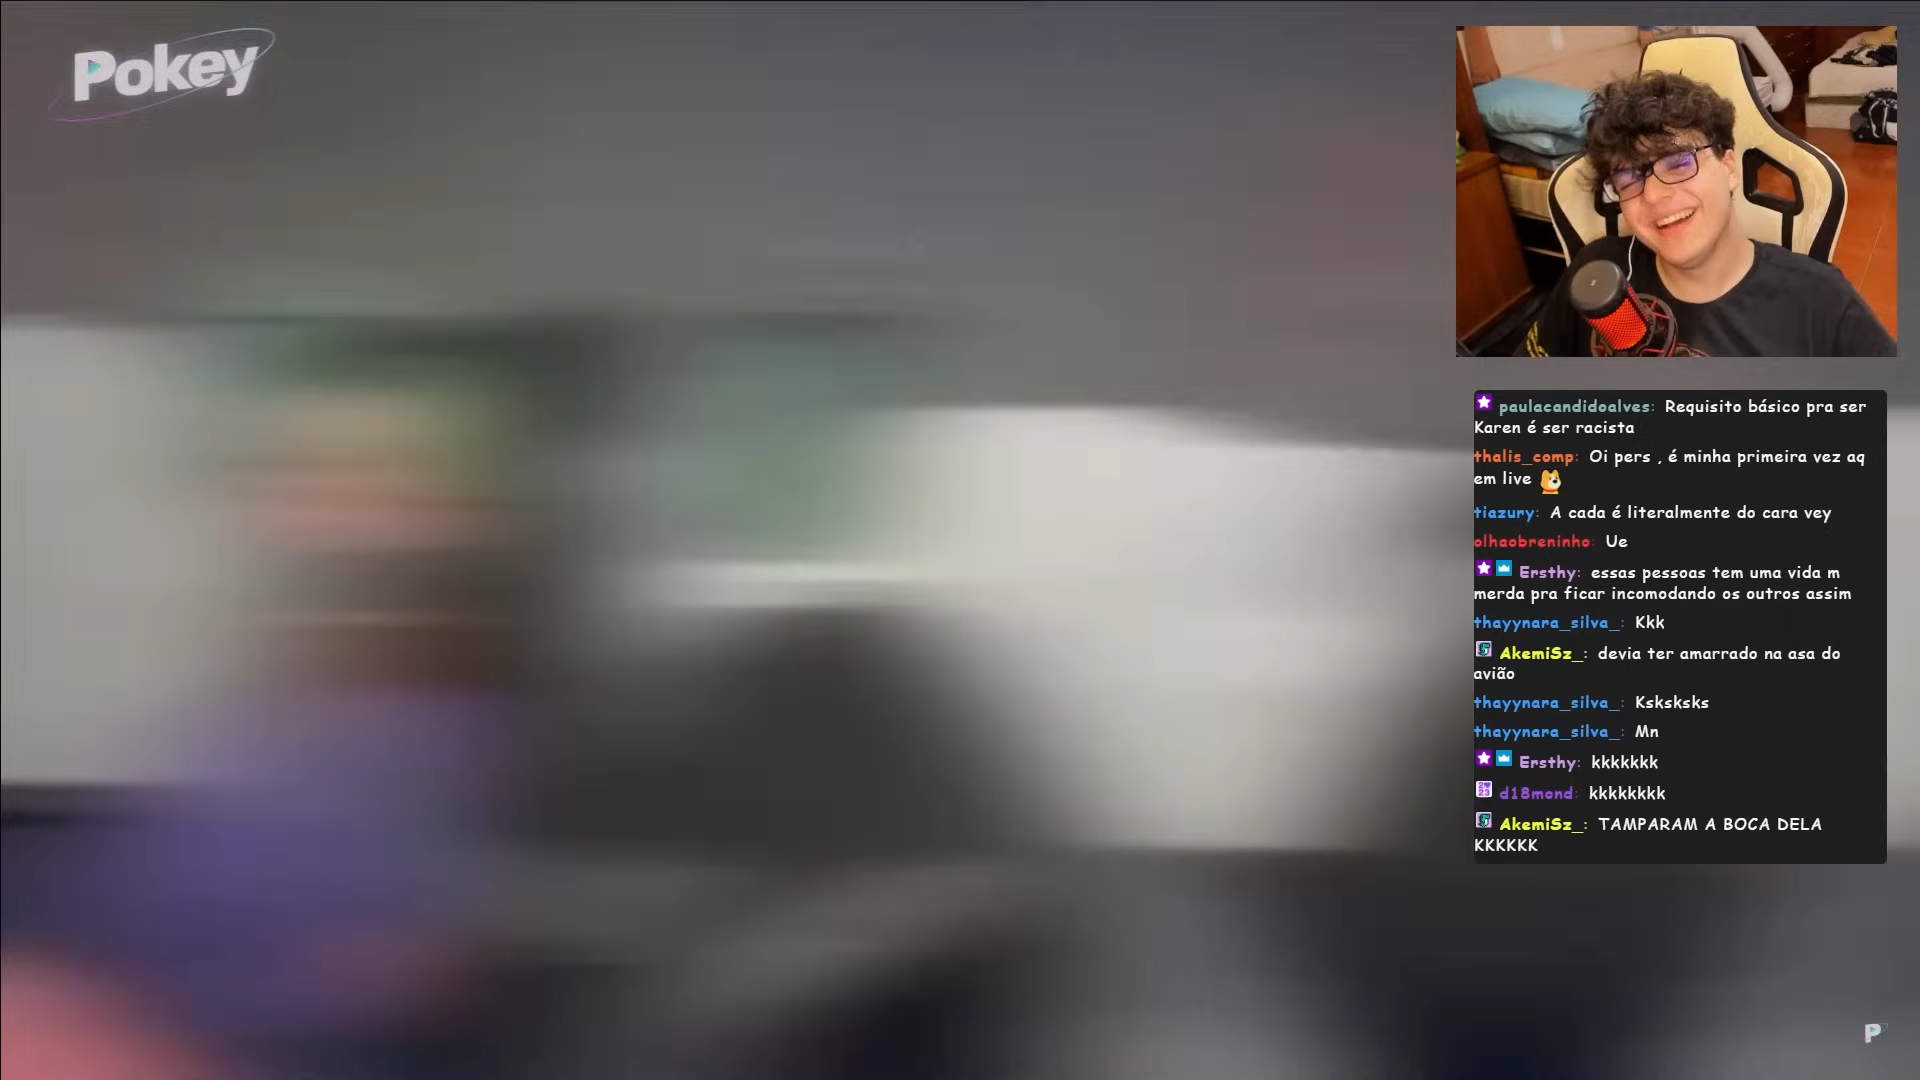 Pokey
paulacandidoalves: Requisito básico pra ser
Karen é ser racista
thalis_comp: Oi pers , é minha primeira vez aq
em live
tiazury: A cada é literalmente do cara vey
olhaobreninho: Ue
Ersthy: essas pessoas tem uma vida m
merda pra ficar incomodando os outros assim
thayynara_silva_: Kkk
AkemiSz_: devia ter amarrado na asa do
avião
thayynara_silva_: Ksksksks
thayynara_silva_: Mn
Ersthy: kkkkkkk
d18mond: kkkkkkkk
AkemiSz_: TAMPARAM A BOCA DELA
KKKKKK
P